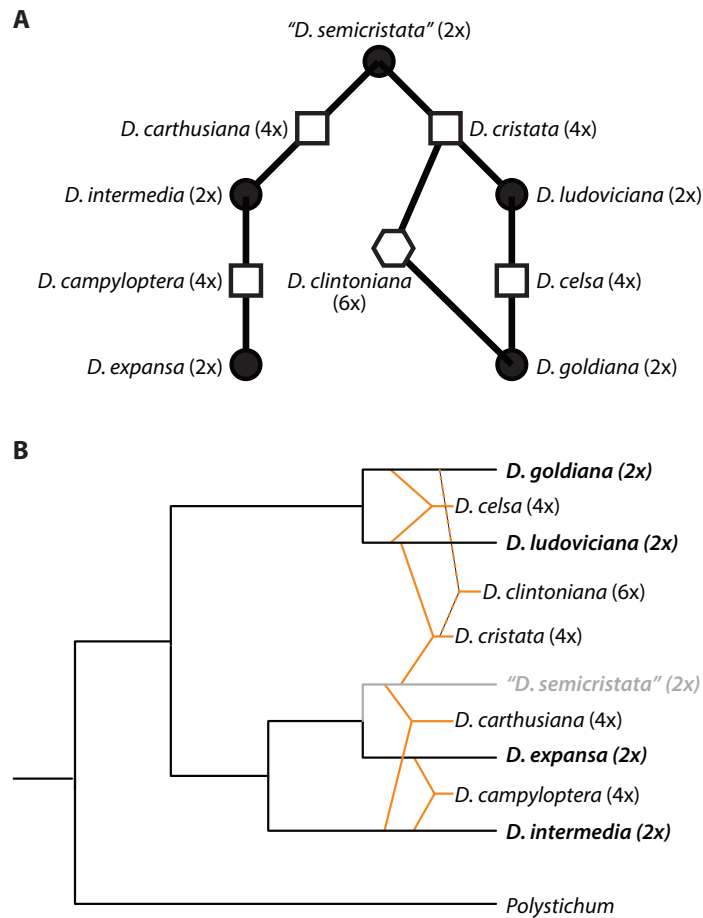 A
“D. semicristata” (2x)
D. carthusiana (4x)
D. cristata (4x)
D. intermedia (2x)
D. ludoviciana (2x)
D. campyloptera (4x)
D. clintoniana
(6x)
D. celsa (4x)
D. expansa (2x)
D. goldiana (2x)
B
D. goldiana (2x)
D. celsa (4x)
D. ludoviciana (2x)
D. clintoniana (6x)
D. cristata (4x)
“D. semicristata” (2x)
D. carthusiana (4x)
D. expansa (2x)
D. campyloptera (4x)
D. intermedia (2x)
Polystichum